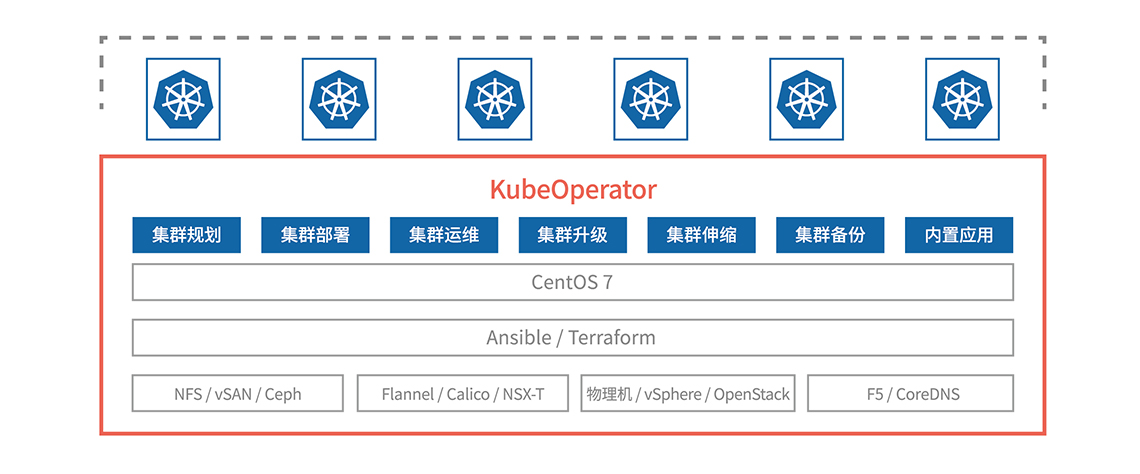 KubeOperator
集群规划 集群部署 集群运维 集群升级 集群伸缩 集群备份 内置应用
CentOS 7
Ansible / Terraform
NFS / vSAN / Ceph Flannel / Calico / NSX-T 物理机 / vSphere / OpenStack F5 / CoreDNS